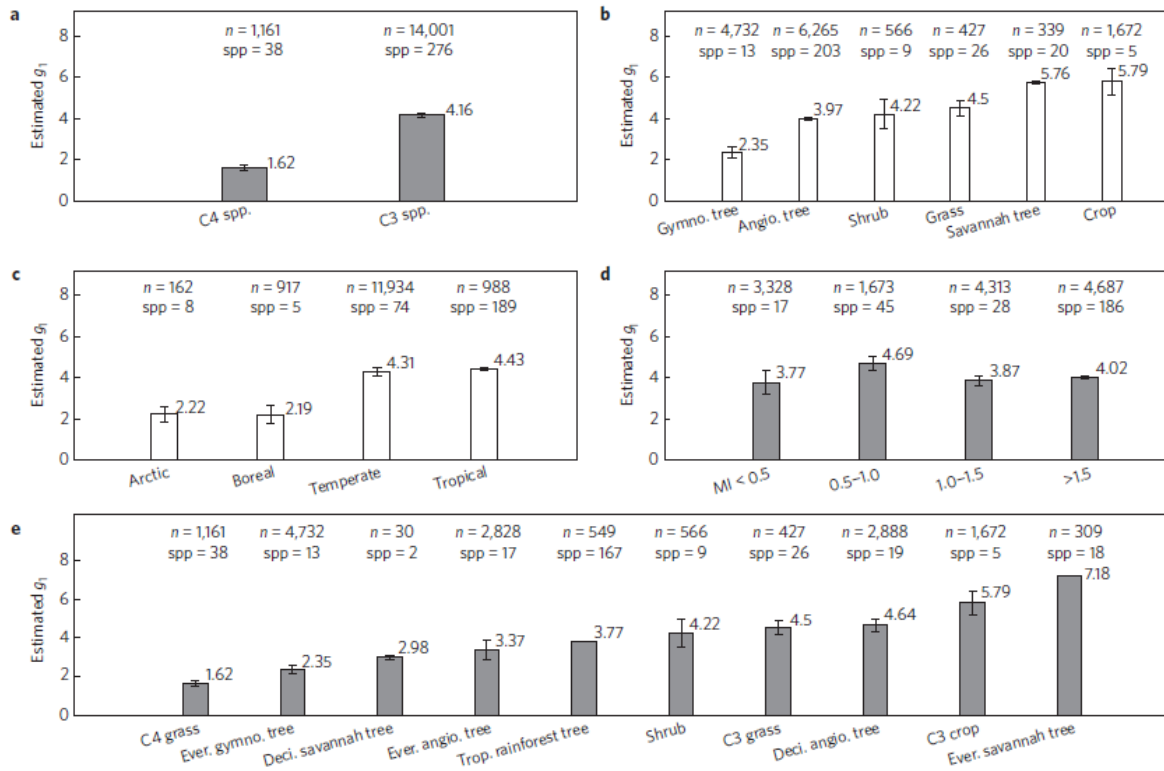 a
n = 1,161 n = 14,001
spp = 38 spp = 276
8
6
4
2
0
Estimated g1
1.62
4.16
C4 spp.
C3 spp.
b
n = 4,732 n = 6,265 n = 566 n = 427 n = 339 n = 1,672
spp = 13 spp = 203 spp = 9 spp = 26 spp = 20 spp = 5
8
6
4
2
0
Estimated g1
2.35
3.97
4.22
4.5
5.76
5.79
Gymno. tree
Angio. tree
Shrub
Grass
Savannah tree
Crop
c
n = 162 n = 917 n = 11,934 n = 988
spp = 8 spp = 5 spp = 74 spp = 189
8
6
4
2
0
Estimated g1
2.22
2.19
4.31
4.43
Arctic
Boreal
Temperate
Tropical
d
n = 3,328 n = 1,673 n = 4,313 n = 4,687
spp = 17 spp = 45 spp = 28 spp = 186
8
6
4
2
0
Estimated g1
3.77
4.69
3.87
4.02
MI < 0.5
0.5–1.0
1.0–1.5
>1.5
e
n = 1,161 n = 4,732 n = 30 n = 2,828 n = 549 n = 566 n = 427 n = 2,888 n = 1,672 n = 309
spp = 38 spp = 13 spp = 2 spp = 17 spp = 167 spp = 9 spp = 26 spp = 19 spp = 5 spp = 18
8
6
4
2
0
Estimated g1
1.62
2.35
2.98
3.37
3.77
4.22
4.5
4.64
5.79
7.18
C4 grass
Ever. gymno. tree
Deci. savannah tree
Ever. angio. tree
Trop. rainforest tree
Shrub
C3 grass
Deci. angio. tree
C3 crop
Ever. savannah tree